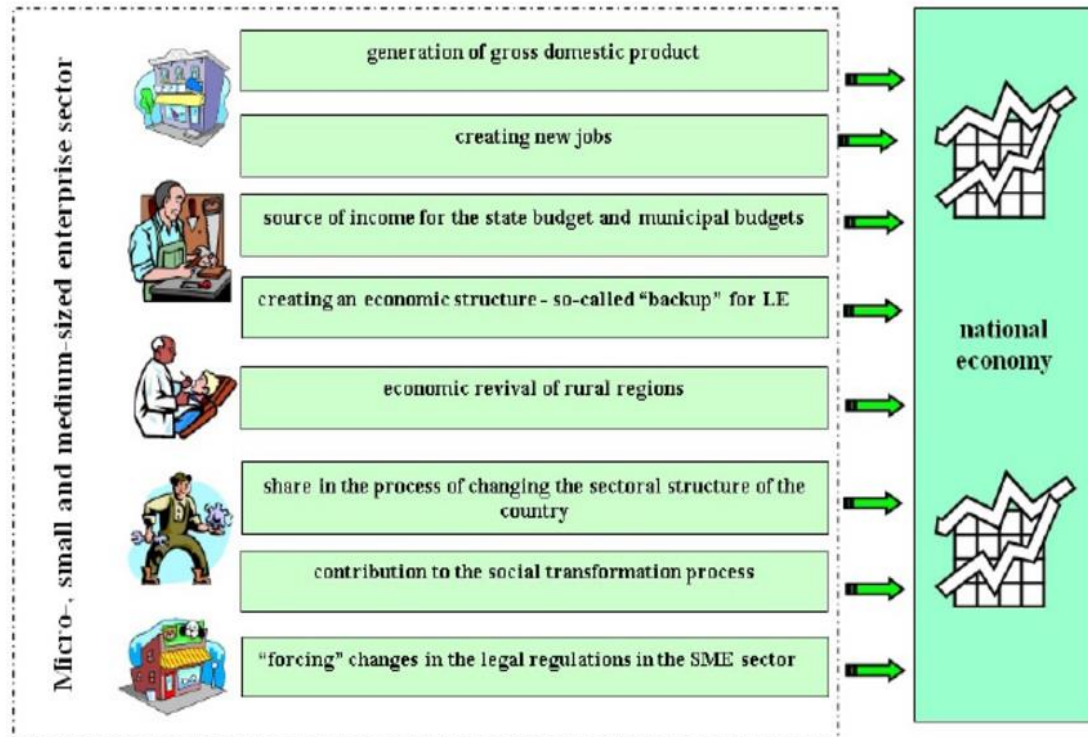 Micro-, small and medium-sized enterprise sector
generation of gross domestic product
creating new jobs
source of income for the state budget and municipal budgets
creating an economic structure - so-called “backup” for LE
economic revival of rural regions
share in the process of changing the sectoral structure of the
country
contribution to the social transformation process
“forcing” changes in the legal regulations in the SME sector
national
economy